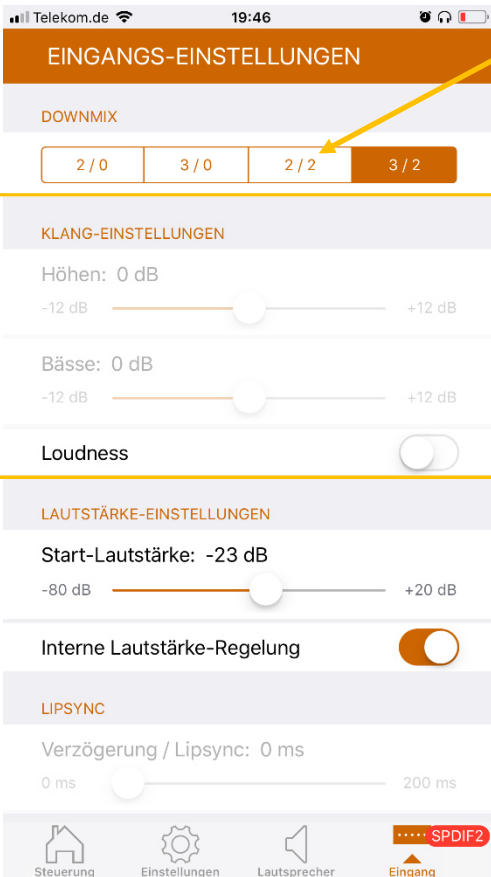 Telekom.de 19:46
EINGANGS-EINSTELLUNGEN
DOWNMIX
2 / 0 3 / 0 2 / 2 3 / 2
KLANG-EINSTELLUNGEN
Höhen: 0 dB
-12 dB +12 dB
Bässe: 0 dB
-12 dB +12 dB
Loudness
LAUTSTÄRKE-EINSTELLUNGEN
Start-Lautstärke: -23 dB
-80 dB +20 dB
Interne Lautstärke-Regelung
LIPSYNC
Verzögerung / Lipsync: 0 ms
0 ms 200 ms
SPDIF2
Steuerung Einstellungen Lautsprecher Eingang